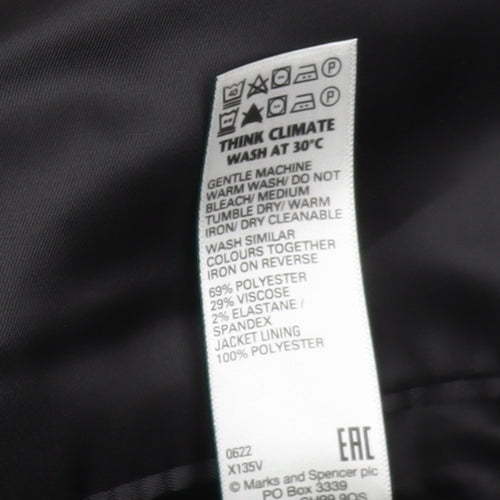 40 P
P
THINK CLIMATE
WASH AT 30°C
GENTLE MACHINE
WARM WASH/ DO NOT
BLEACH/ MEDIUM
TUMBLE DRY/ WARM
IRON/ DRY CLEANABLE
WASH SIMILAR
COLOURS TOGETHER
IRON ON REVERSE
69% POLYESTER
29% VISCOSE
2% ELASTANE /
SPANDEX
JACKET LINING
100% POLYESTER
0622
X135V
EAC
© Marks and Spencer plc
PO BOX 3339